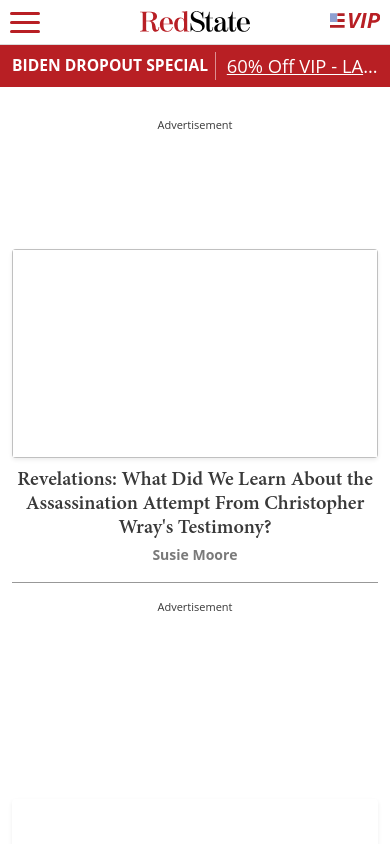 RedState
VIP
BIDEN DROPOUT SPECIAL
60% Off VIP - LA...
Advertisement
Revelations: What Did We Learn About the
Assassination Attempt From Christopher
Wray's Testimony?
Susie Moore
Advertisement